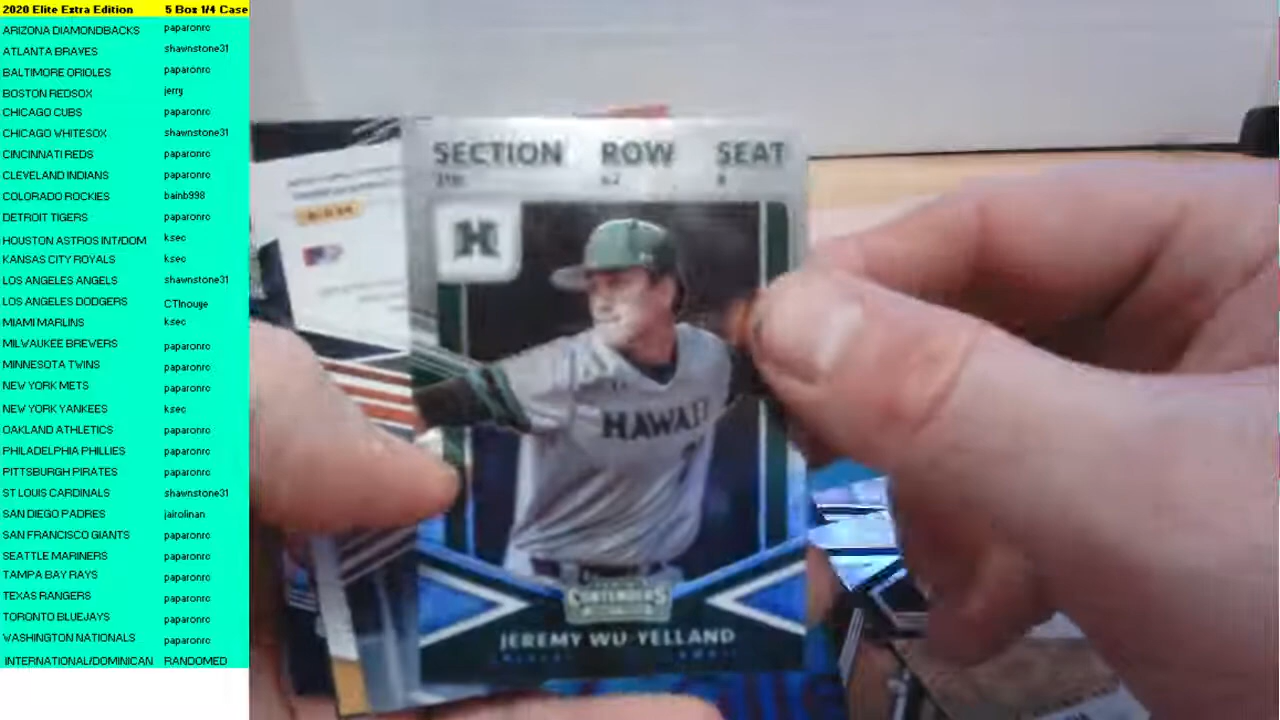 2020 Elite Extra Edition 5 Box 1/4 Case
ARIZONA DIAMONDBACKS paparonro
ATLANTA BRAVES shawnstone31
BALTIMORE ORIOLES paparonro
BOSTON REDSOX jerry
CHICAGO CUBS paparonro
CHICAGO WHITESOX shawnstone31
CINCINNATI REDS paparonro
CLEVELAND INDIANS paparonro
COLORADO ROCKIES bainb998
DETROIT TIGERS paparonro
HOUSTON ASTROS INT/DOM ksec
KANSAS CITY ROYALS ksec
LOS ANGELES ANGELS shawnstone31
LOS ANGELES DODGERS CTInouye
MIAMI MARLINS ksec
MILWAUKEE BREWERS paparonro
MINNESOTA TWINS paparonro
NEW YORK METS paparonro
NEW YORK YANKEES ksec
OAKLAND ATHLETICS paparonro
PHILADELPHIA PHILLIES paparonro
PITTSBURGH PIRATES paparonro
ST LOUIS CARDINALS shawnstone31
SAN DIEGO PADRES jairolinan
SAN FRANCISCO GIANTS paparonro
SEATTLE MARINERS paparonro
TAMPA BAY RAYS paparonro
TEXAS RANGERS paparonro
TORONTO BLUEJAYS paparonro
WASHINGTON NATIONALS paparonro
INTERNATIONAL/DOMINICAN RANDOMED
SECTION ROW SEAT
H
HAWAII
CONTENDERS
JEREMY WU-YELLAND